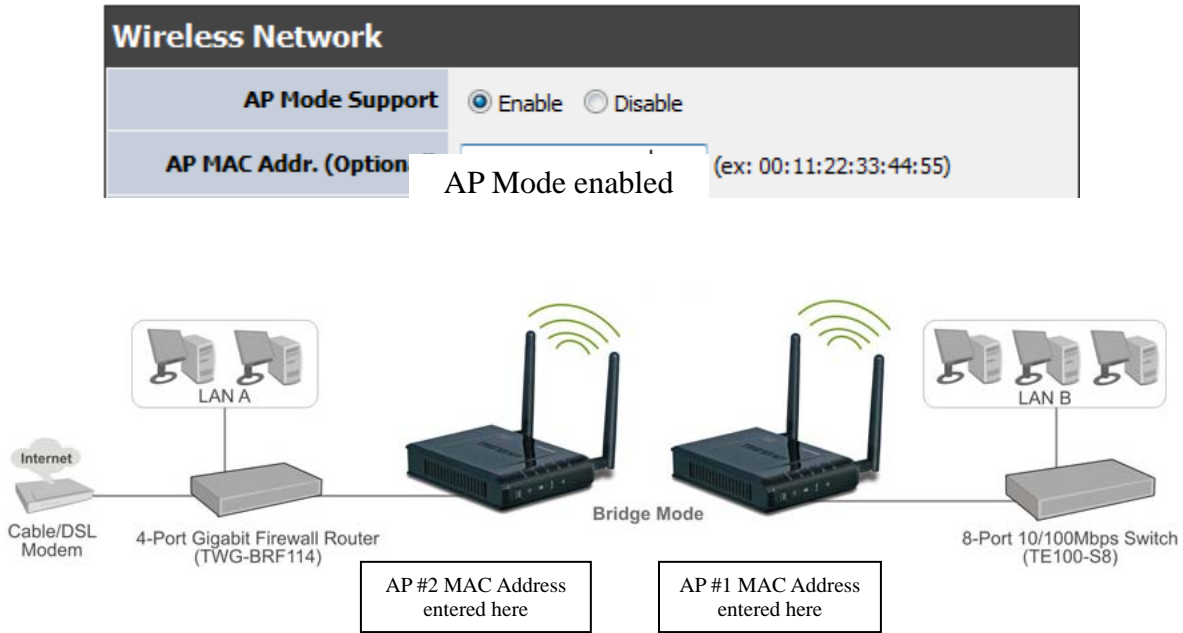 Wireless Network
AP Mode Support
Enable Disable
AP MAC Addr.
(ex: 00:11:22:33:44:55)
AP Mode enabled
LAN A
LAN B
Internet
Cable/DSL
Modem
4-Port Gigabit Firewall Router
(TWG-BRF114)
TRENDnet
TRENDnet
Bridge Mode
8-Port 10/100Mbps Switch
(TE100-S8)
AP #2 MAC Address
entered here
AP #1 MAC Address
entered here